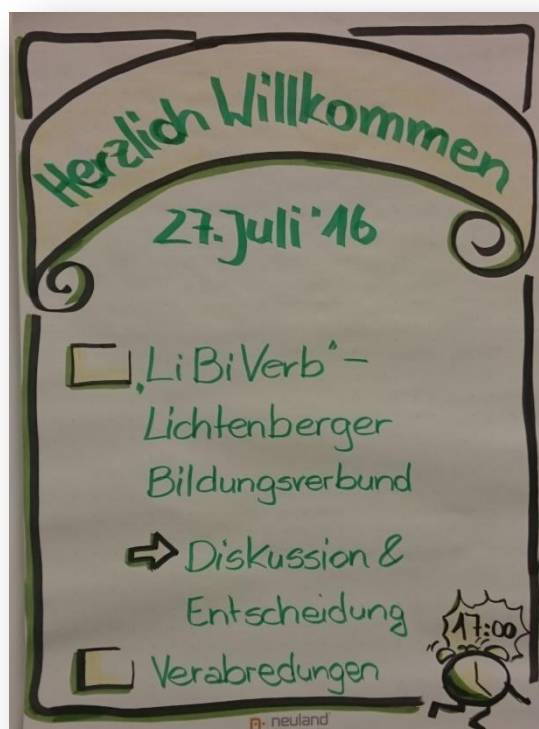 Herzlich Willkommen
27. Juli '16
„LiBiVerb“ –
Lichtenberger
Bildungsverbund
Diskussion &
Entscheidung
17:00
Verabredungen
neuland